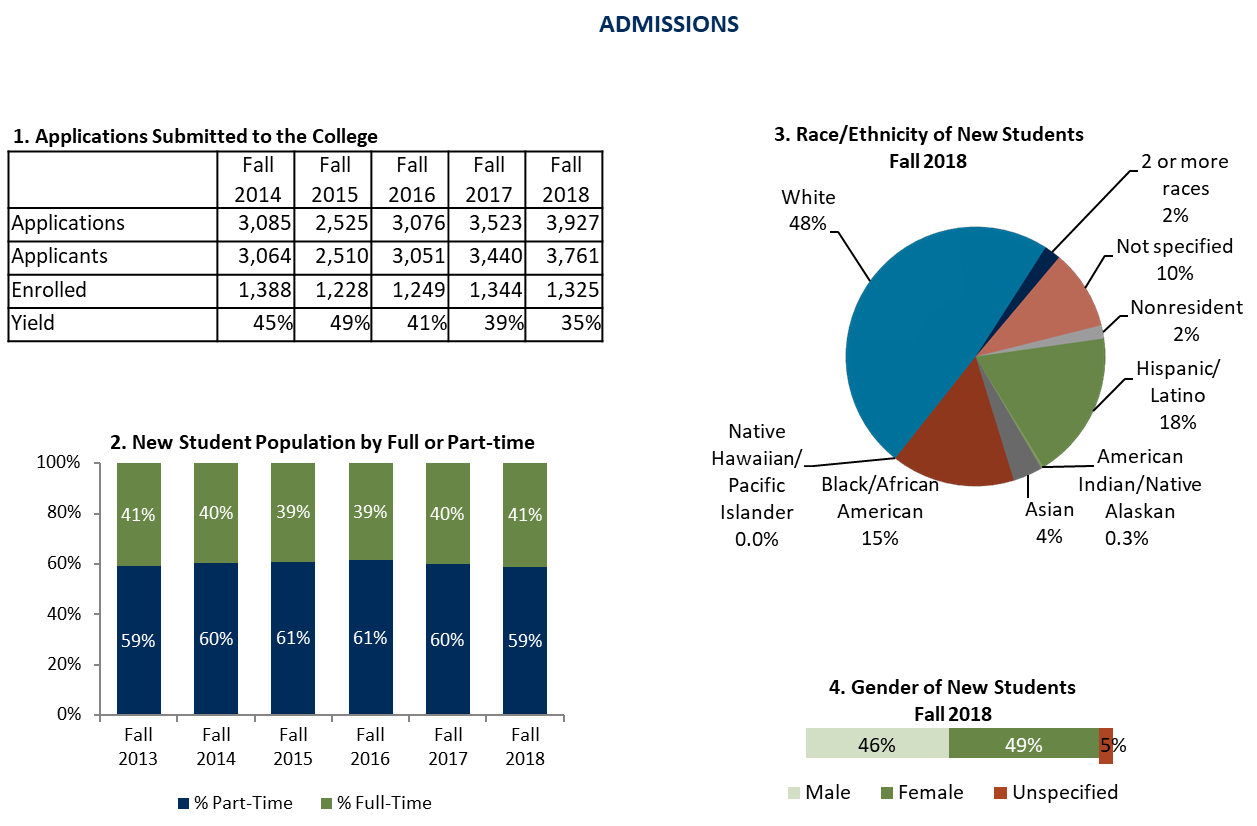 ADMISSIONS
1. Applications Submitted to the College
Fall 2014 Fall 2015 Fall 2016 Fall 2017 Fall 2018
Applications 3,085 2,525 3,076 3,523 3,927
Applicants 3,064 2,510 3,051 3,440 3,761
Enrolled 1,388 1,228 1,249 1,344 1,325
Yield 45% 49% 41% 39% 35%
2. New Student Population by Full or Part-time
100%
80%
60%
40%
20%
0%
41% 40% 39% 39% 40% 41%
59% 60% 61% 61% 60% 59%
Fall Fall Fall Fall Fall Fall
2013 2014 2015 2016 2017 2018
% Part-Time % Full-Time
3. Race/Ethnicity of New Students
Fall 2018
White
48%
2 or more
races
2%
Not specified
10%
Nonresident
2%
Hispanic/
Latino
18%
American
Indian/Native
Alaskan
0.3%
Asian
4%
Black/African
American
15%
Native
Hawaiian/
Pacific
Islander
0.0%
4. Gender of New Students
Fall 2018
46% 49% 5%
Male Female Unspecified